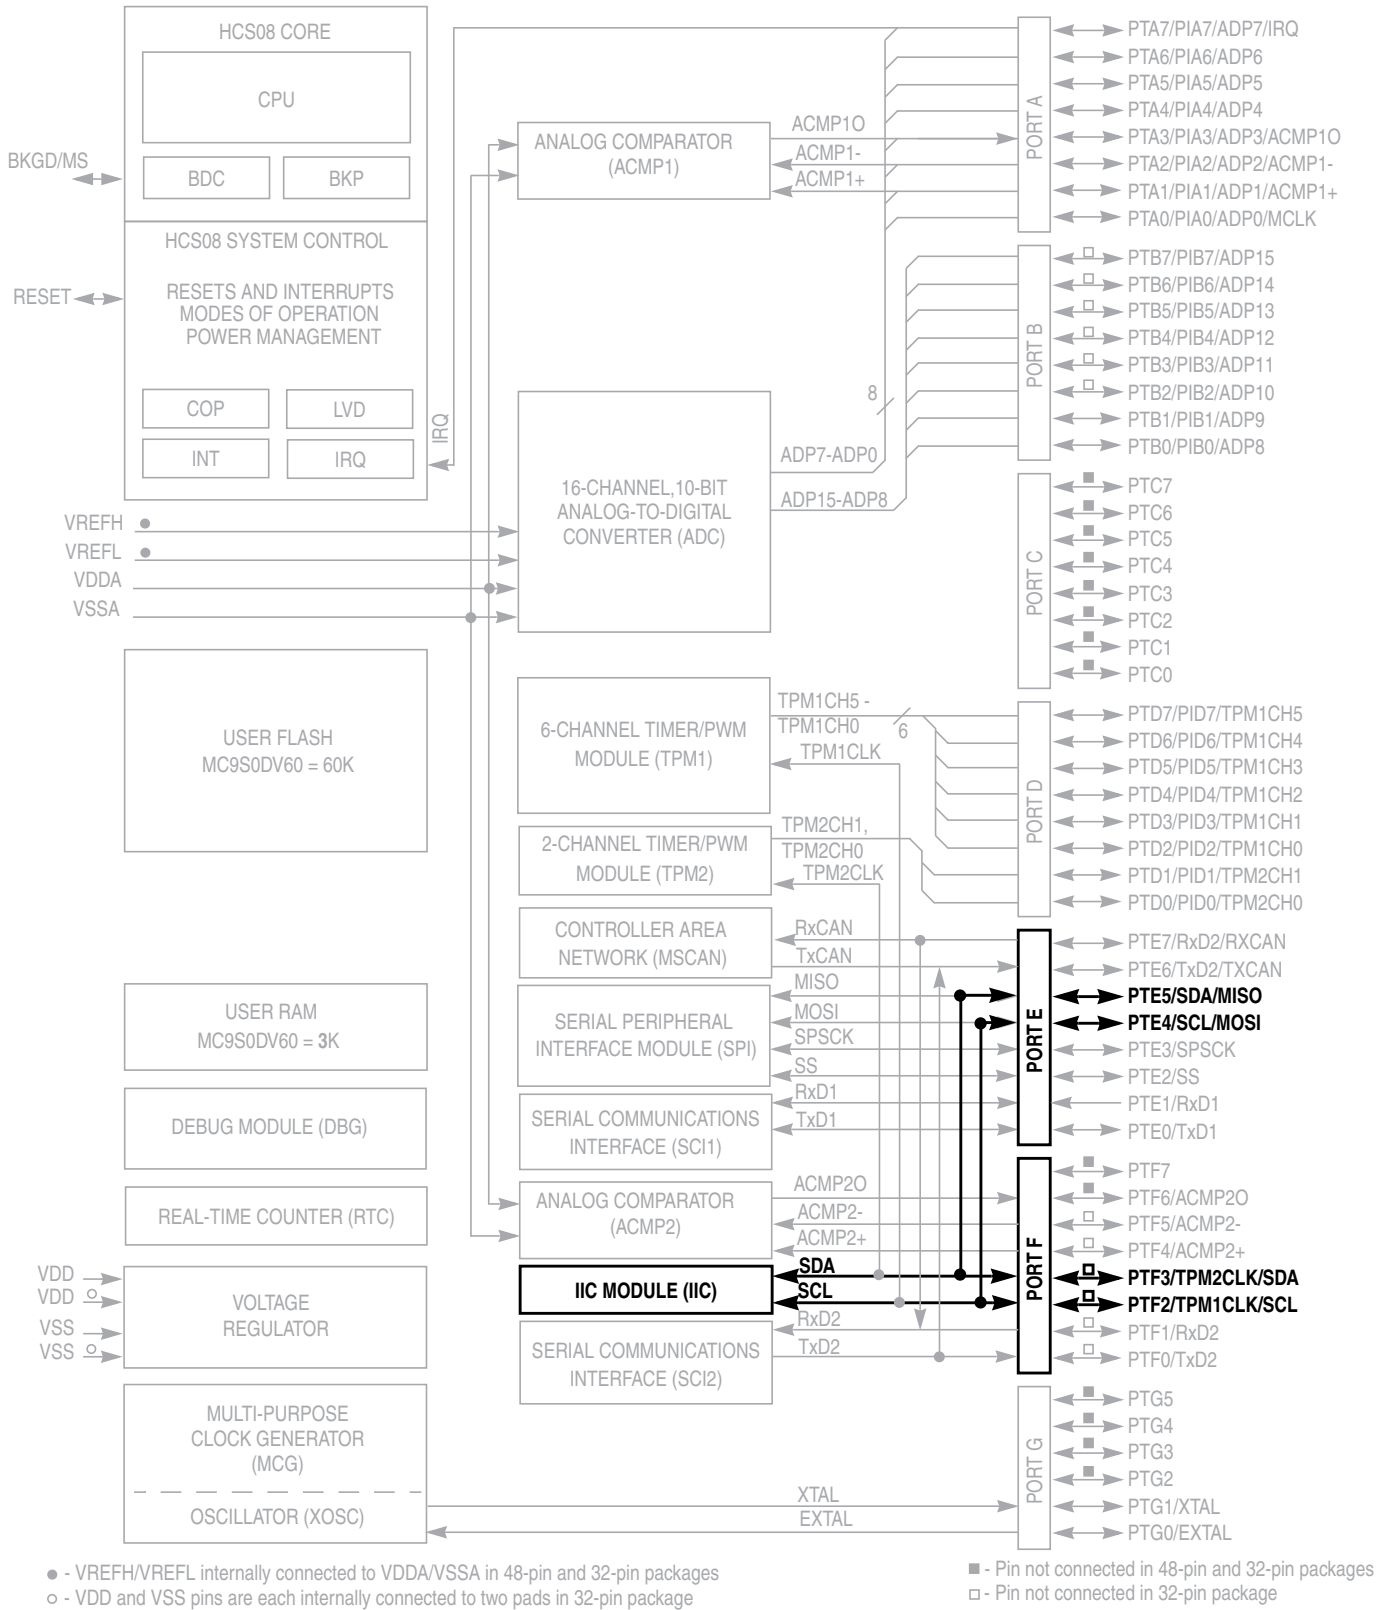 HCS08 CORE
CPU
BDC
BKP
BKGD/MS
HCS08 SYSTEM CONTROL
RESETS AND INTERRUPTS
MODES OF OPERATION
POWER MANAGEMENT
RESET
COP
LVD
INT
IRQ
IRQ
VREFH
VREFL
VDDA
VSSA
USER FLASH
MC9S0DV60 = 60K
USER RAM
MC9S0DV60 = 3K
DEBUG MODULE (DBG)
REAL-TIME COUNTER (RTC)
VDD
VDD
VSS
VSS
VOLTAGE
REGULATOR
MULTI-PURPOSE
CLOCK GENERATOR
(MCG)
OSCILLATOR (XOSC)
ANALOG COMPARATOR
(ACMP1)
ACMP1O
ACMP1-
ACMP1+
16-CHANNEL,10-BIT
ANALOG-TO-DIGITAL
CONVERTER (ADC)
8
ADP7-ADP0
ADP15-ADP8
6-CHANNEL TIMER/PWM
MODULE (TPM1)
TPM1CH5 -
TPM1CH0
6
TPM1CLK
2-CHANNEL TIMER/PWM
MODULE (TPM2)
TPM2CH1,
TPM2CH0
TPM2CLK
CONTROLLER AREA
NETWORK (MSCAN)
RxCAN
TxCAN
SERIAL PERIPHERAL
INTERFACE MODULE (SPI)
MISO
MOSI
SPSCK
SS
SERIAL COMMUNICATIONS
INTERFACE (SCI1)
RxD1
TxD1
ANALOG COMPARATOR
(ACMP2)
ACMP2O
ACMP2-
ACMP2+
IIC MODULE (IIC)
SDA
SCL
SERIAL COMMUNICATIONS
INTERFACE (SCI2)
RxD2
TxD2
XTAL
EXTAL
PORT A
PTA7/PIA7/ADP7/IRQ
PTA6/PIA6/ADP6
PTA5/PIA5/ADP5
PTA4/PIA4/ADP4
PTA3/PIA3/ADP3/ACMP1O
PTA2/PIA2/ADP2/ACMP1-
PTA1/PIA1/ADP1/ACMP1+
PTA0/PIA0/ADP0/MCLK
PORT B
PTB7/PIB7/ADP15
PTB6/PIB6/ADP14
PTB5/PIB5/ADP13
PTB4/PIB4/ADP12
PTB3/PIB3/ADP11
PTB2/PIB2/ADP10
PTB1/PIB1/ADP9
PTB0/PIB0/ADP8
PORT C
PTC7
PTC6
PTC5
PTC4
PTC3
PTC2
PTC1
PTC0
PORT D
PTD7/PID7/TPM1CH5
PTD6/PID6/TPM1CH4
PTD5/PID5/TPM1CH3
PTD4/PID4/TPM1CH2
PTD3/PID3/TPM1CH1
PTD2/PID2/TPM1CH0
PTD1/PID1/TPM2CH1
PTD0/PID0/TPM2CH0
PORT E
PTE7/RxD2/RXCAN
PTE6/TxD2/TXCAN
PTE5/SDA/MISO
PTE4/SCL/MOSI
PTE3/SPSCK
PTE2/SS
PTE1/RxD1
PTE0/TxD1
PORT F
PTF7
PTF6/ACMP2O
PTF5/ACMP2-
PTF4/ACMP2+
PTF3/TPM2CLK/SDA
PTF2/TPM1CLK/SCL
PTF1/RxD2
PTF0/TxD2
PORT G
PTG5
PTG4
PTG3
PTG2
PTG1/XTAL
PTG0/EXTAL
● - VREFH/VREFL internally connected to VDDA/VSSA in 48-pin and 32-pin packages
○ - VDD and VSS pins are each internally connected to two pads in 32-pin package
■ - Pin not connected in 48-pin and 32-pin packages
□ - Pin not connected in 32-pin package